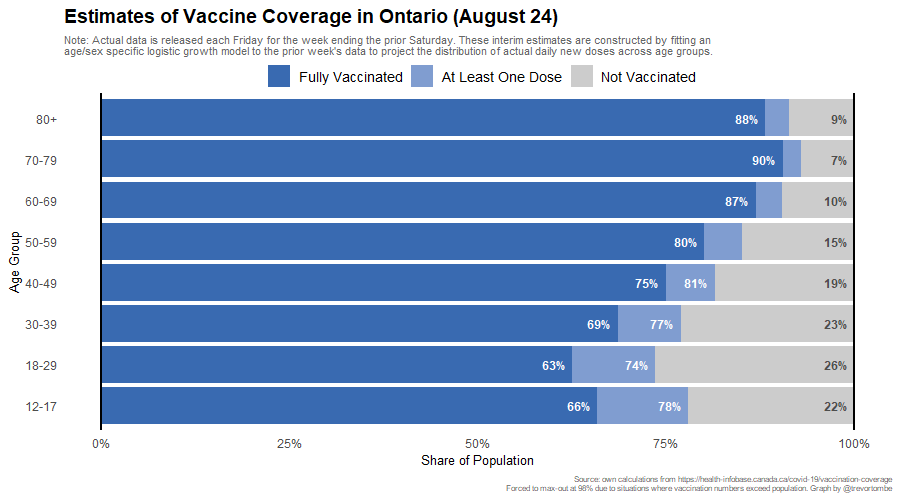 Estimates of Vaccine Coverage in Ontario (August 24)
Note: Actual data is released each Friday for the week ending the prior Saturday. These interim estimates are constructed by fitting an
age/sex specific logistic growth model to the prior week's data to project the distribution of actual daily new doses across age groups.
Fully Vaccinated At Least One Dose Not Vaccinated
Age Group
80+ 88% 9%
70-79 90% 7%
60-69 87% 10%
50-59 80% 15%
40-49 75% 81% 19%
30-39 69% 77% 23%
18-29 63% 74% 26%
12-17 66% 78% 22%
0% 25% 50% 75% 100%
Share of Population
Source: own calculations from https://health-infobase.canada.ca/covid-19/vaccination-coverage
Forced to max-out at 98% due to situations where vaccination numbers exceed population. Graph by @trevortombe